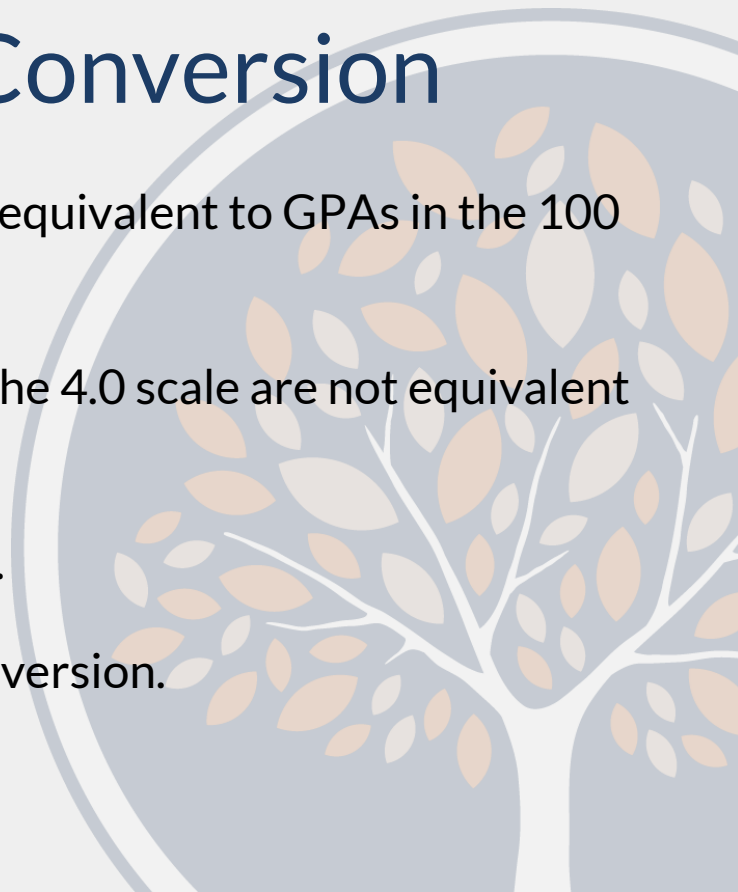 Conversion
equivalent to GPAs in the 100
he 4.0 scale are not equivalent
.
version.